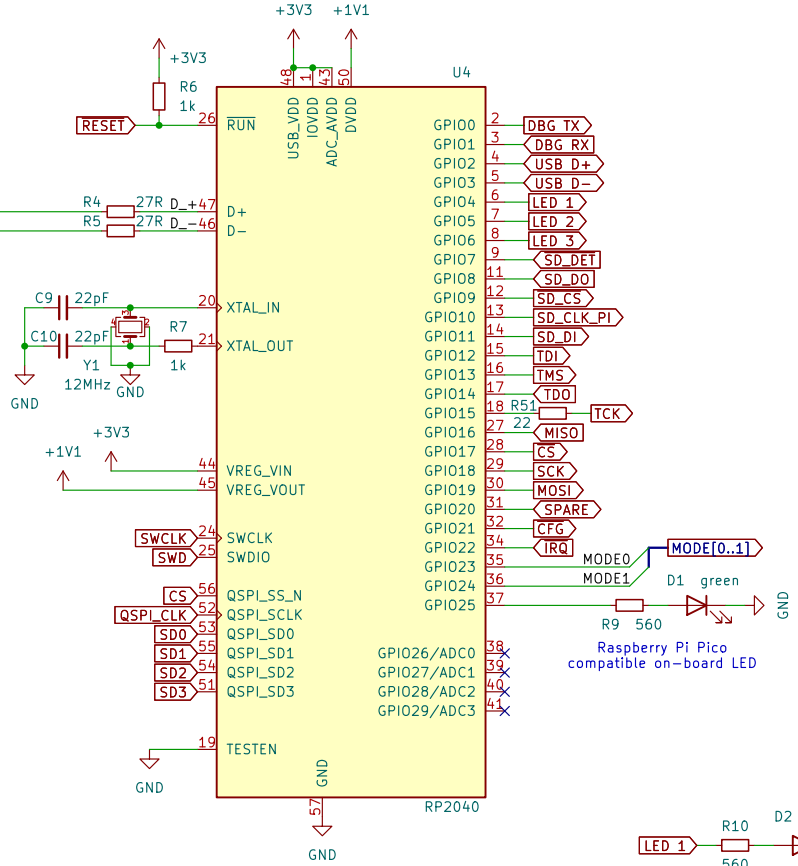 +3V3 +1V1
+3V3
R6
1k
48 1 43 50
U4
USB_VDD IOVDD ADC_AVDD DVDD
RESET 26 RUN
GPIO0 2 DBG TX
GPIO1 3 DBG RX
GPIO2 4 USB D+
GPIO3 5 USB D-
R4 27R D_+ 47 D+
R5 27R D_- 46 D-
GPIO4 6 LED 1
GPIO5 7 LED 2
GPIO6 8 LED 3
GPIO7 9 SD_DET
GPIO8 11 SD_DO
GPIO9 12 SD_CS
GPIO10 13 SD_CLK_PI
GPIO11 14 SD_DI
GPIO12 15 TDI
GPIO13 16 TMS
GPIO14 17 TDO
GPIO15 18 R51 22 TCK
GPIO16 27 MISO
GPIO17 28 CS
GPIO18 29 SCK
GPIO19 30 MOSI
GPIO20 31 SPARE
GPIO21 32 CFG
GPIO22 34 IRQ
GPIO23 35 MODE0 MODE[0..1]
GPIO24 36 MODE1
GPIO25 37
C9 22pF 20 XTAL_IN
C10 22pF
R7
1k
21 XTAL_OUT
Y1
12MHz
1 2 3 4
GND GND
+3V3
+1V1
44 VREG_VIN
45 VREG_VOUT
SWCLK 24 SWCLK
SWD 25 SWDIO
CS 56 QSPI_SS_N
QSPI_CLK 52 QSPI_SCLK
SD0 53 QSPI_SD0
SD1 55 QSPI_SD1
SD2 54 QSPI_SD2
SD3 51 QSPI_SD3
D1 green
R9 560
GND
Raspberry Pi Pico
compatible on-board LED
GPIO26/ADC0 38
GPIO27/ADC1 39
GPIO28/ADC2 40
GPIO29/ADC3 41
19 TESTEN
GND
GND
57
RP2040
GND
D2
R10
LED 1
560